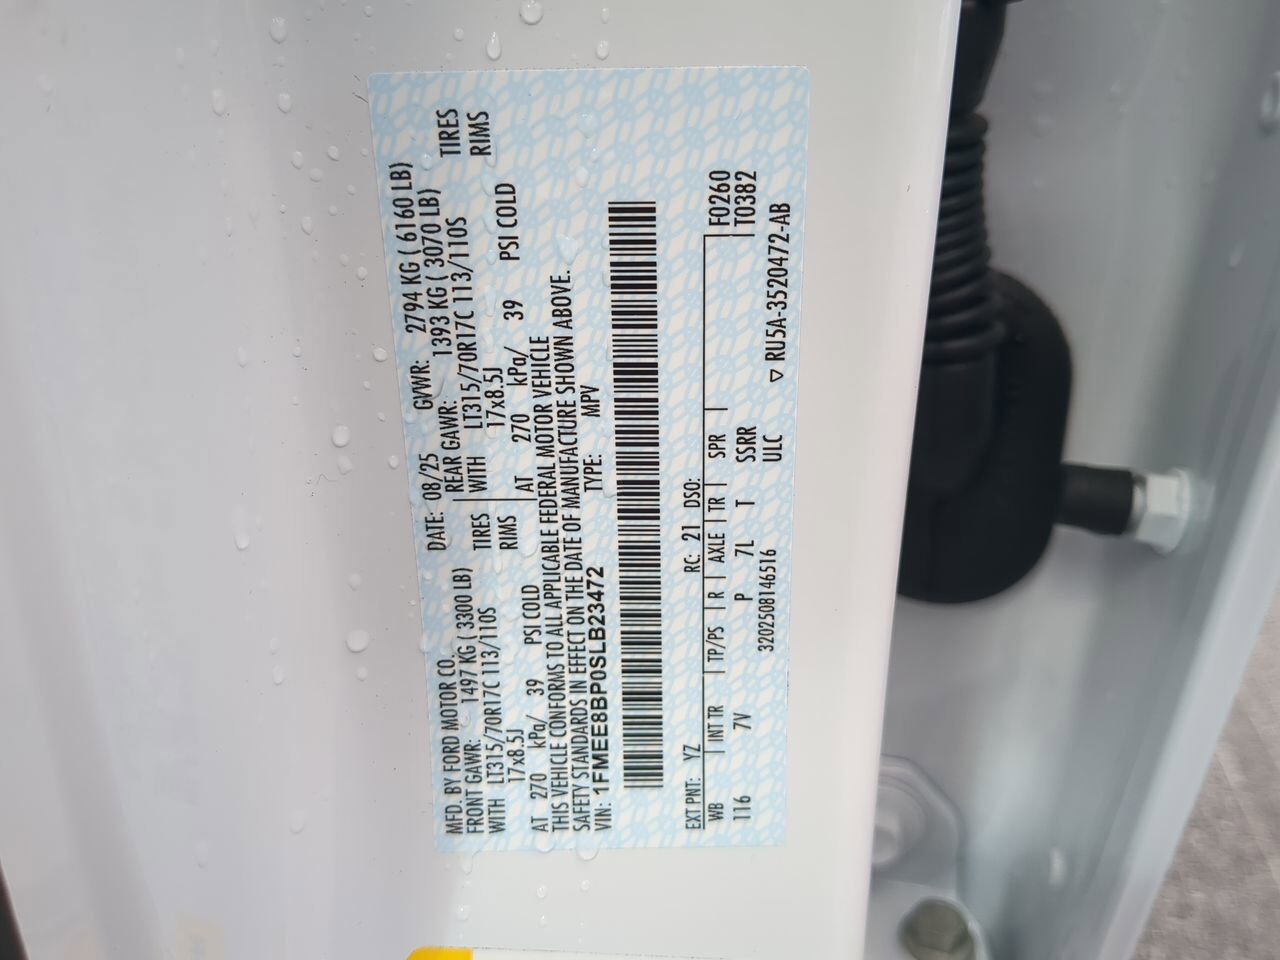 MFD. BY FORD MOTOR CO. DATE: 08/25 GVWR: 2794 KG ( 6160 LB)
FRONT GAWR: 1497 KG ( 3300 LB) REAR GAWR: 1393 KG ( 3070 LB)
WITH LT315/70R17C 113/110S TIRES WITH LT315/70R17C 113/110S TIRES
17x8.5J RIMS 17x8.5J RIMS
AT 270 kPa/ 39 PSI COLD AT 270 kPa/ 39 PSI COLD
THIS VEHICLE CONFORMS TO ALL APPLICABLE FEDERAL MOTOR VEHICLE
SAFETY STANDARDS IN EFFECT ON THE DATE OF MANUFACTURE SHOWN ABOVE.
VIN: 1FMEE8BP0SLB23472 TYPE: MPV
EXT PNT: YZ RC: 21 DSO: F0260
WB INT TR TP/PS R AXLE TR SPR T0382
116 7V P 7L T SSRR
3202508146516 ULC ▽ RU5A-3520472-AB